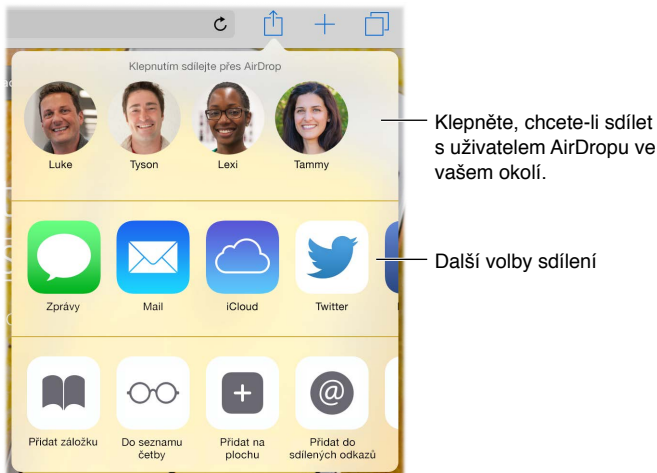 Klepnutím sdílejte přes AirDrop
Luke Tyson Lexi Tammy
Klepněte, chcete-li sdílet
s uživatelem AirDropu ve
vašem okolí.
Zprávy Mail iCloud Twitter
Další volby sdílení
Přidat záložku Do seznamu Přidat na Přidat do
četby plochu sdílených odkazů